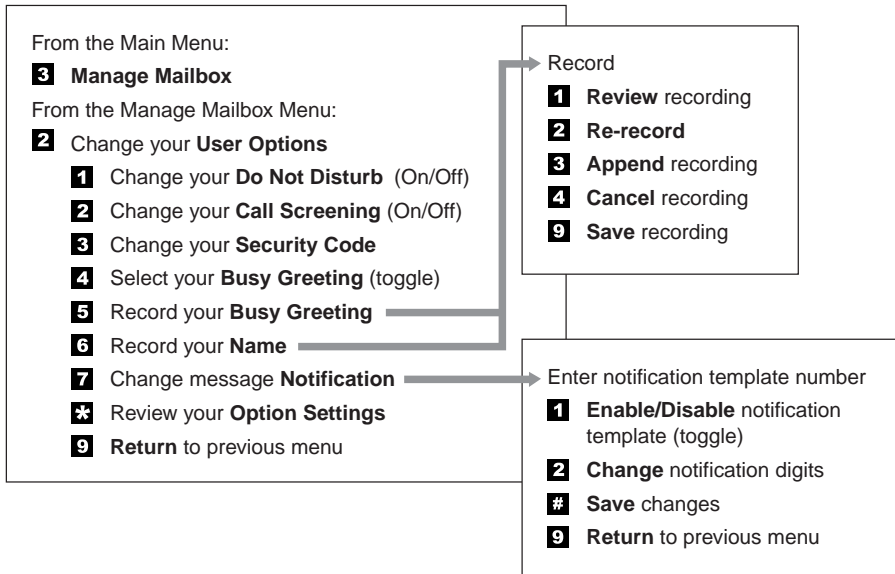 From the Main Menu:
3 Manage Mailbox
From the Manage Mailbox Menu:
2 Change your User Options
1 Change your Do Not Disturb (On/Off)
2 Change your Call Screening (On/Off)
3 Change your Security Code
4 Select your Busy Greeting (toggle)
5 Record your Busy Greeting
6 Record your Name
7 Change message Notification
* Review your Option Settings
9 Return to previous menu
Record
1 Review recording
2 Re-record
3 Append recording
4 Cancel recording
9 Save recording
Enter notification template number
1 Enable/Disable notification
template (toggle)
2 Change notification digits
# Save changes
9 Return to previous menu